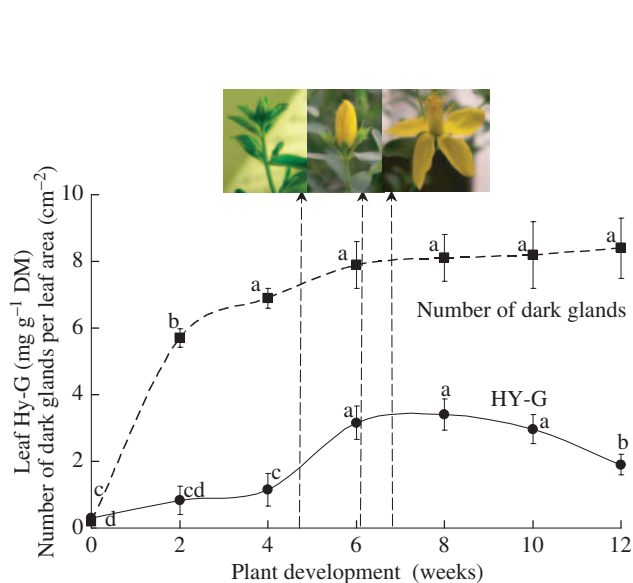 10
8
6
4
2
0
Leaf Hy-G (mg g⁻¹ DM)
Number of dark glands per leaf area (cm⁻²)
b
a
a
a
a
a
Number of dark glands
HY-G
c
d
cd
c
a
a
a
b
0
2
4
6
8
10
12
Plant development (weeks)